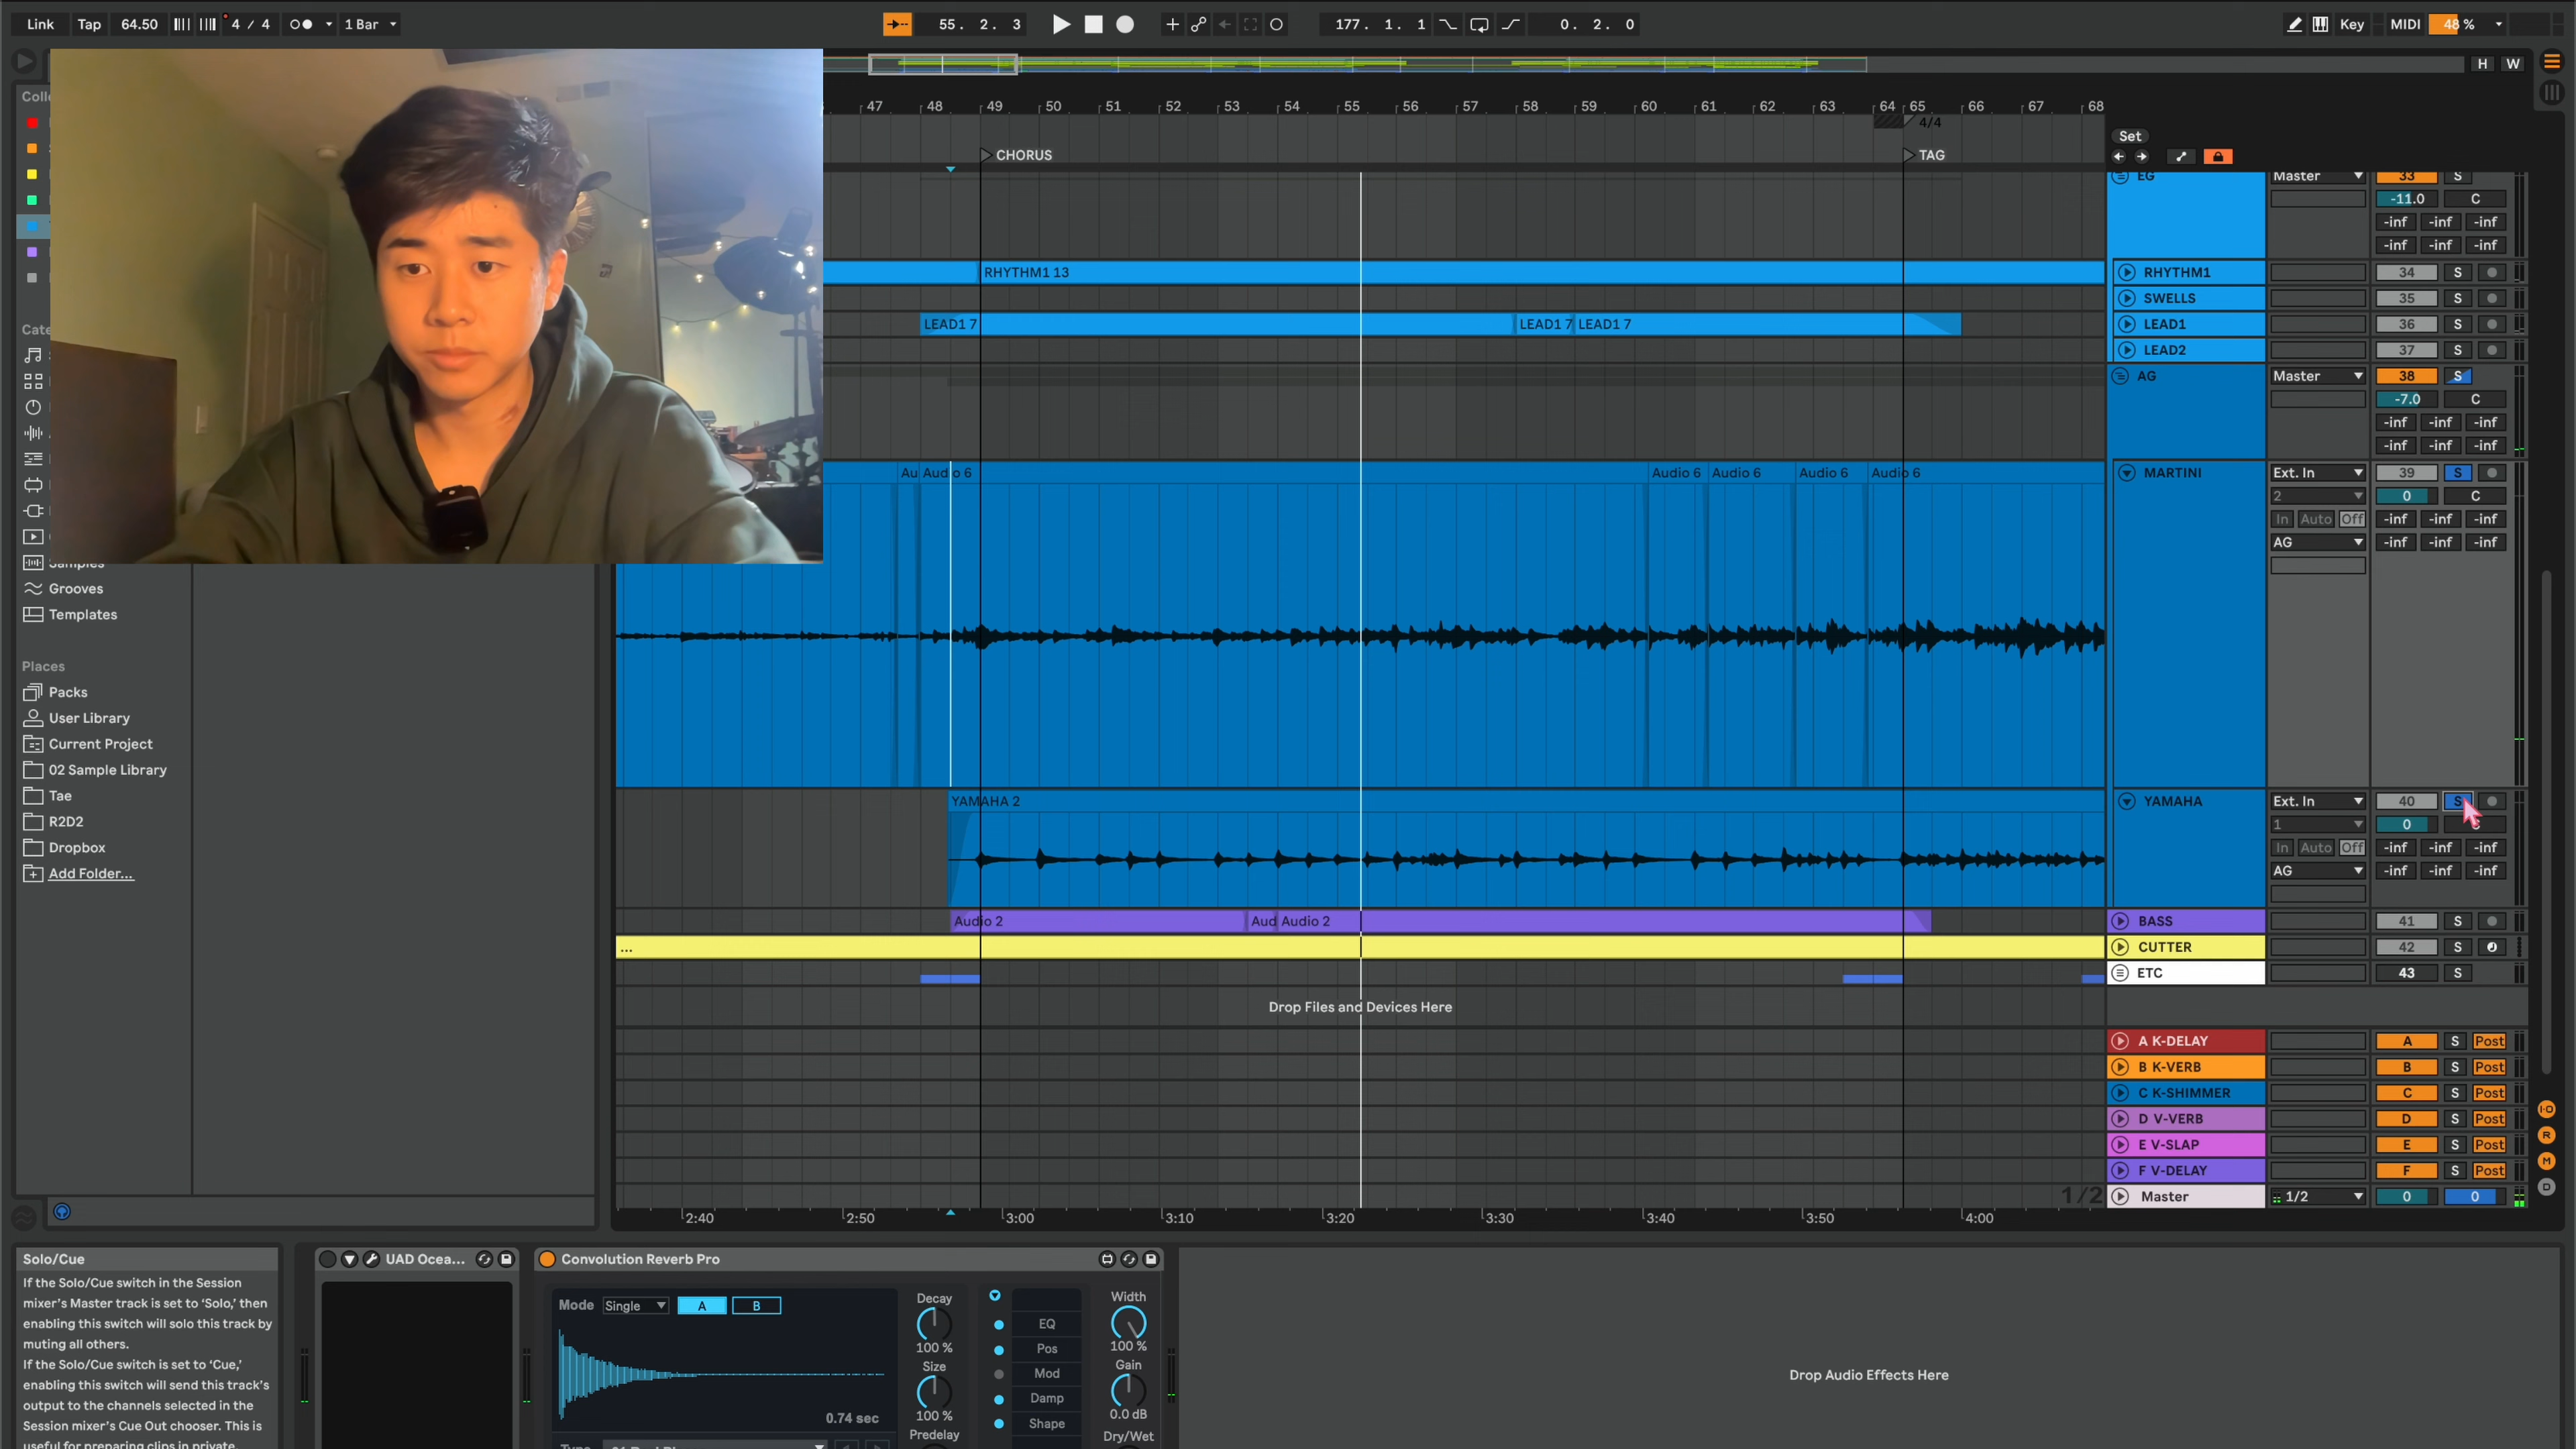 Link Tap 64.50 4 / 4 1 Bar 55. 2. 3 177. 1. 1 0. 2. 0 Key MIDI 48 %
H W
47 48 49 50 51 52 53 54 55 56 57 58 59 60 61 62 63 64 65 66 67 68
4/4
Set
CHORUS TAG
EG Master 33 S
-11.0 C
-inf -inf -inf
-inf -inf -inf
RHYTHM1 13 RHYTHM1 34 S
SWELLS 35 S
LEAD1 7 LEAD1 7 LEAD1 7 LEAD1 36 S
LEAD2 37 S
AG Master 38 S
-7.0 C
-inf -inf -inf
-inf -inf -inf
Au Audio 6 Audio 6 Audio 6 Audio 6 Audio 6 MARTINI Ext. In 39 S
2 0 C
In Auto Off -inf -inf -inf
AG -inf -inf -inf
Samples
Grooves
Templates
Places
Packs
User Library
Current Project
02 Sample Library
Tae
R2D2
Dropbox
Add Folder...
YAMAHA 2 YAMAHA Ext. In 40 S
1 0
In Auto Off -inf -inf -inf
AG -inf -inf -inf
Audio 2 Aud Audio 2 BASS 41 S
... CUTTER 42 S
ETC 43 S
Drop Files and Devices Here
A K-DELAY A S Post
B K-VERB B S Post
C K-SHIMMER C S Post
D V-VERB D S Post
E V-SLAP E S Post
F V-DELAY F S Post
1/2 Master 1/2 0 0
2:40 2:50 3:00 3:10 3:20 3:30 3:40 3:50 4:00
Solo/Cue
If the Solo/Cue switch in the Session
mixer's Master track is set to 'Solo,' then
enabling this switch will solo this track by
muting all others.
If the Solo/Cue switch is set to 'Cue,'
enabling this switch will send this track's
output to the channels selected in the
Session mixer's Cue Out chooser. This is
useful for preparing clips in private.
UAD Ocea...
Convolution Reverb Pro
Mode Single A B
0.74 sec
Decay
100 %
Size
100 %
Predelay
EQ
Pos
Mod
Damp
Shape
Width
100 %
Gain
0.0 dB
Dry/Wet
Drop Audio Effects Here